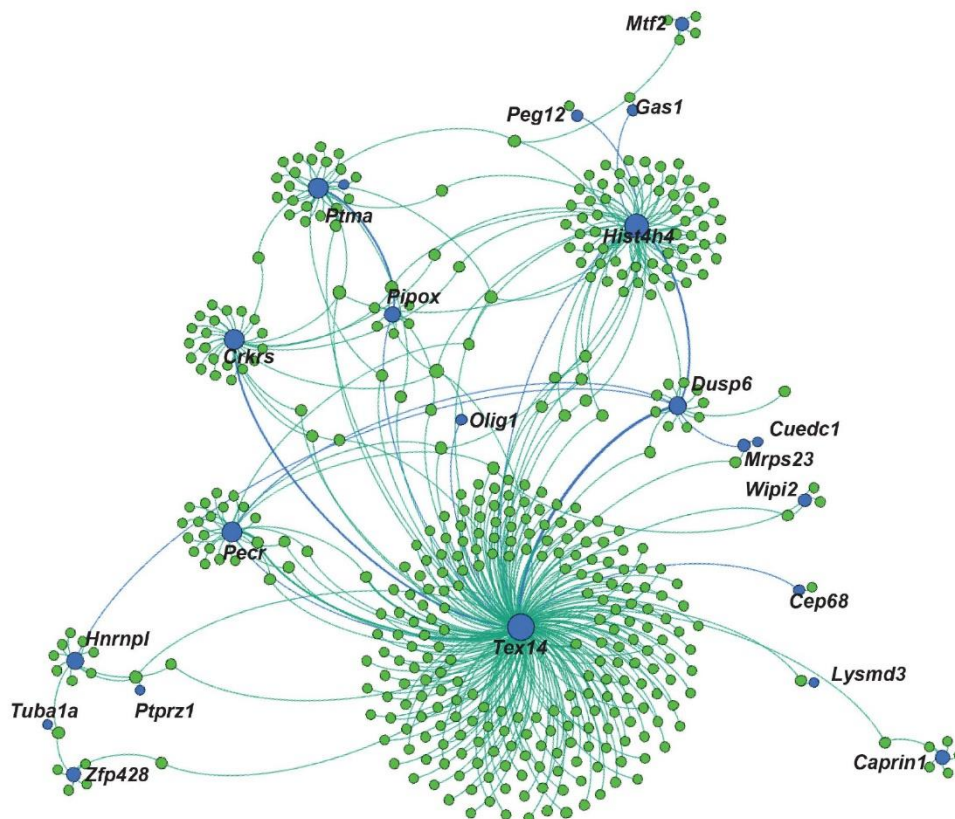 Mtf2
Peg12
Gas1
Ptma
Hist4h4
Pipox
Crkrs
Dusp6
Olig1
Cuedc1
Mrps23
Wipi2
Pecr
Cep68
Hnrnpl
Tex14
Lysmd3
Tuba1a
Ptprz1
Caprin1
Zfp428